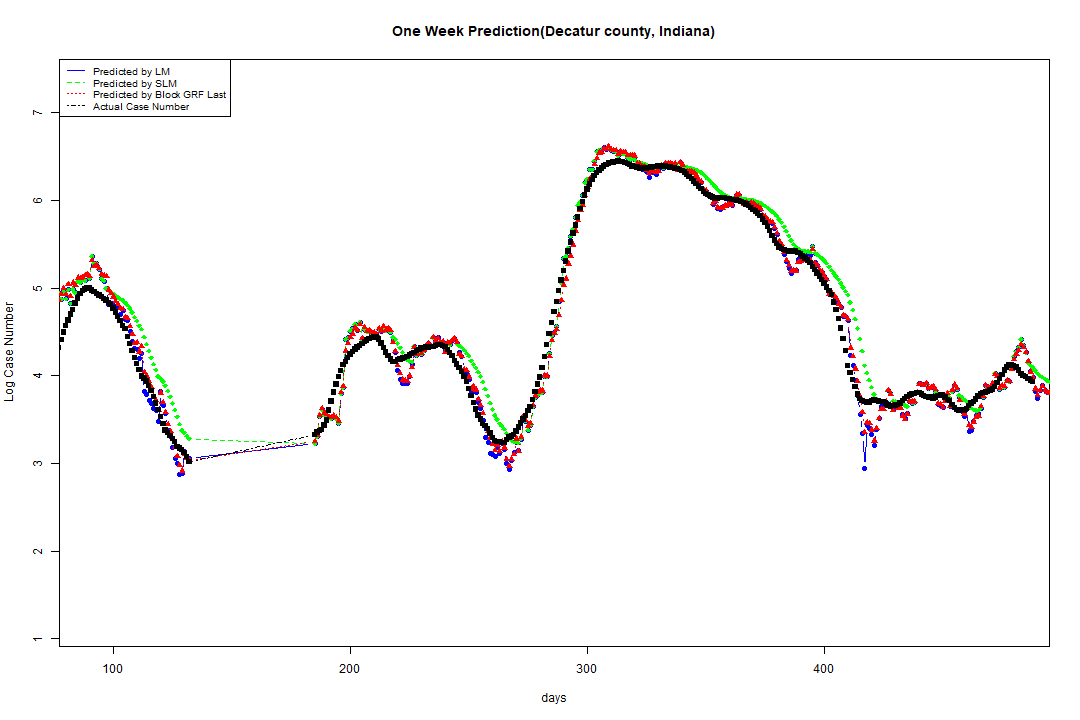 One Week Prediction(Decatur county, Indiana)
Predicted by LM
Predicted by SLM
Predicted by Block GRF Last
Actual Case Number
7
6
5
4
3
2
1
Log Case Number
100 200 300 400
days